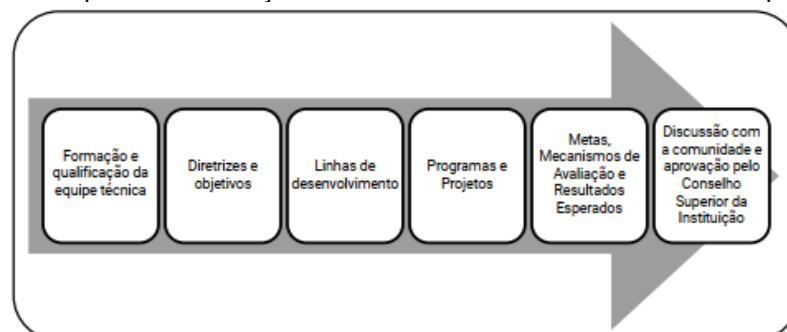 Formação e
qualificação da
equipe técnica
Diretrizes e
objetivos
Linhas de
desenvolvimento
Programas e
Projetos
Metas,
Mecanismos de
Avaliação e
Resultados
Esperados
Discussão com
a comunidade e
aprovação pelo
Conselho
Superior da
Instituição